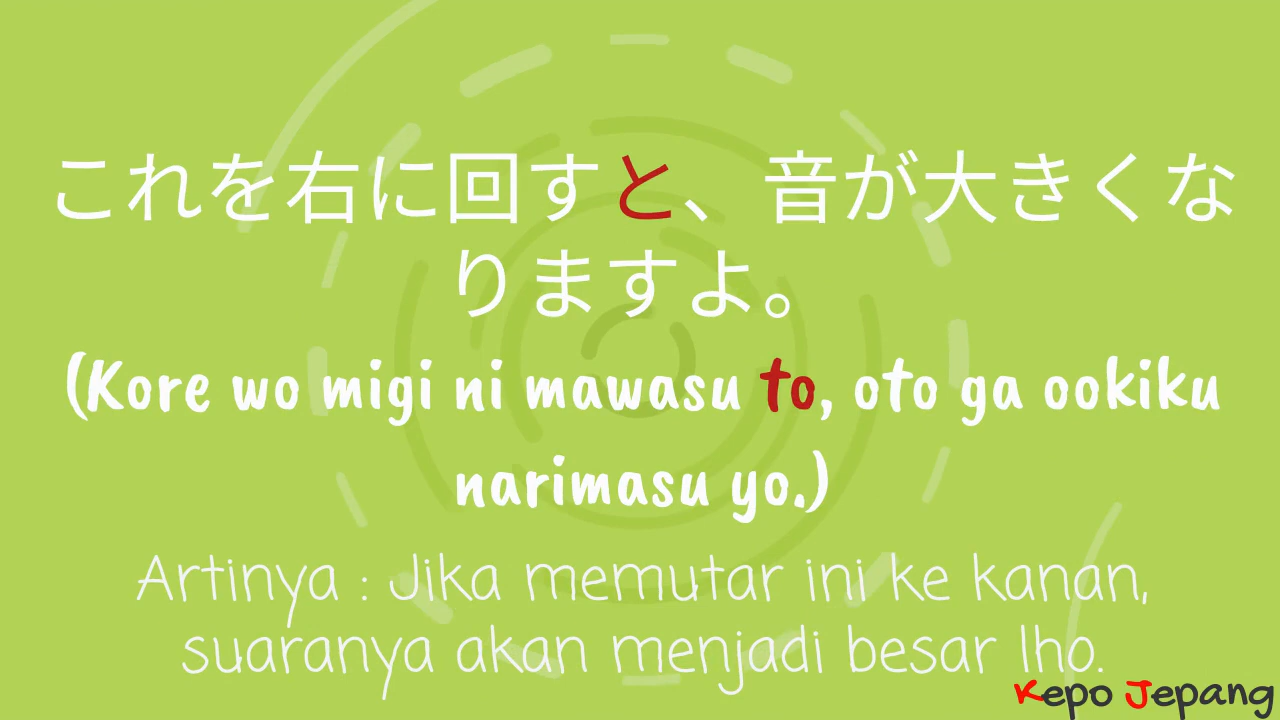 これを右に回すと、音が大きくな
りますよ。
(Kore wo migi ni mawasu to, oto ga ookiku
narimasu yo.)
Artinya : Jika memutar ini ke kanan,
suaranya akan menjadi besar lho.
Kepo Jepang